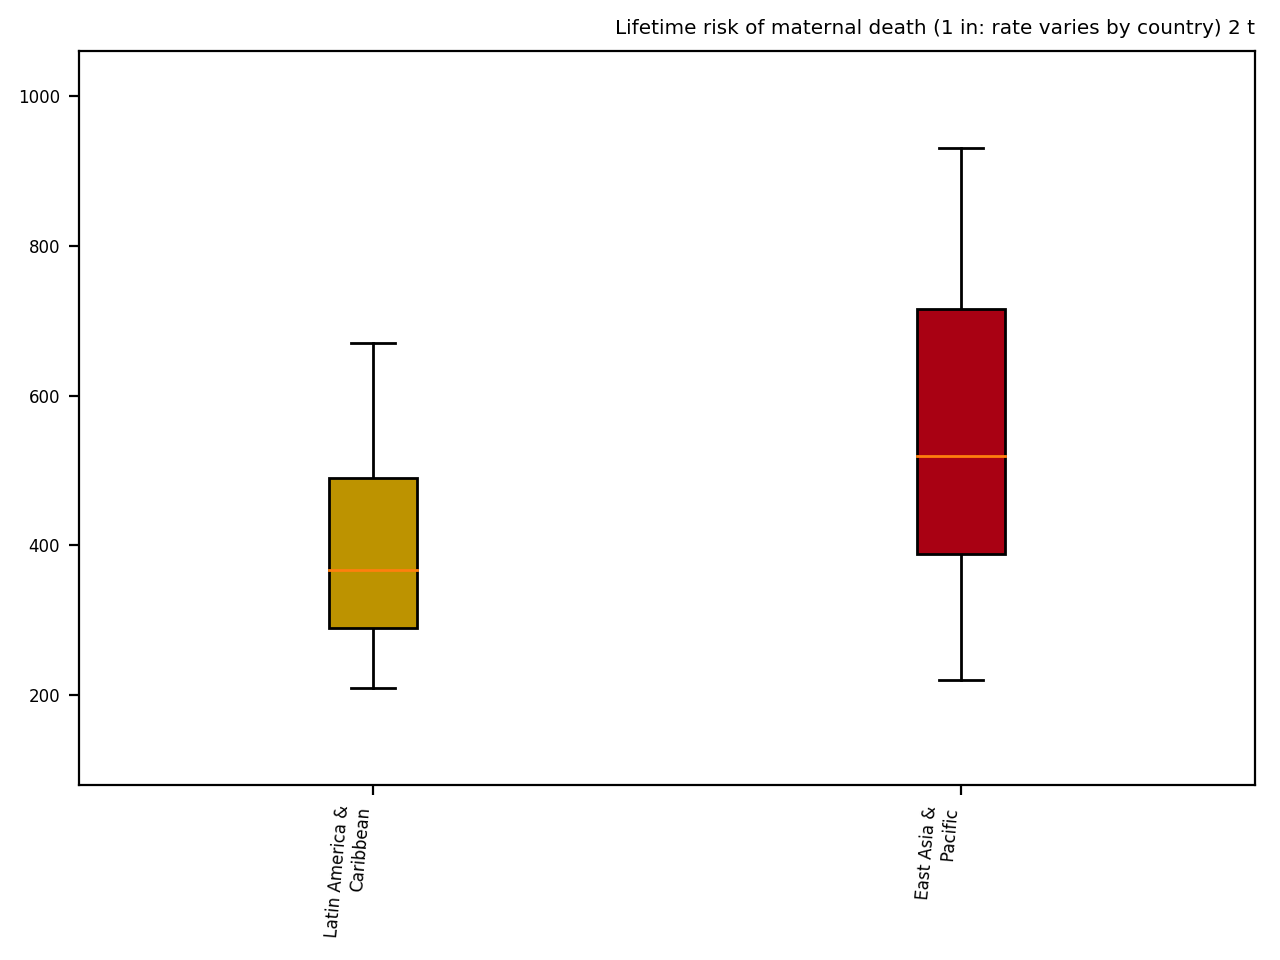 Lifetime risk of maternal death (1 in: rate varies by country) 2 t
1000
800
600
400
200
Latin America &
Caribbean
East Asia &
Pacific